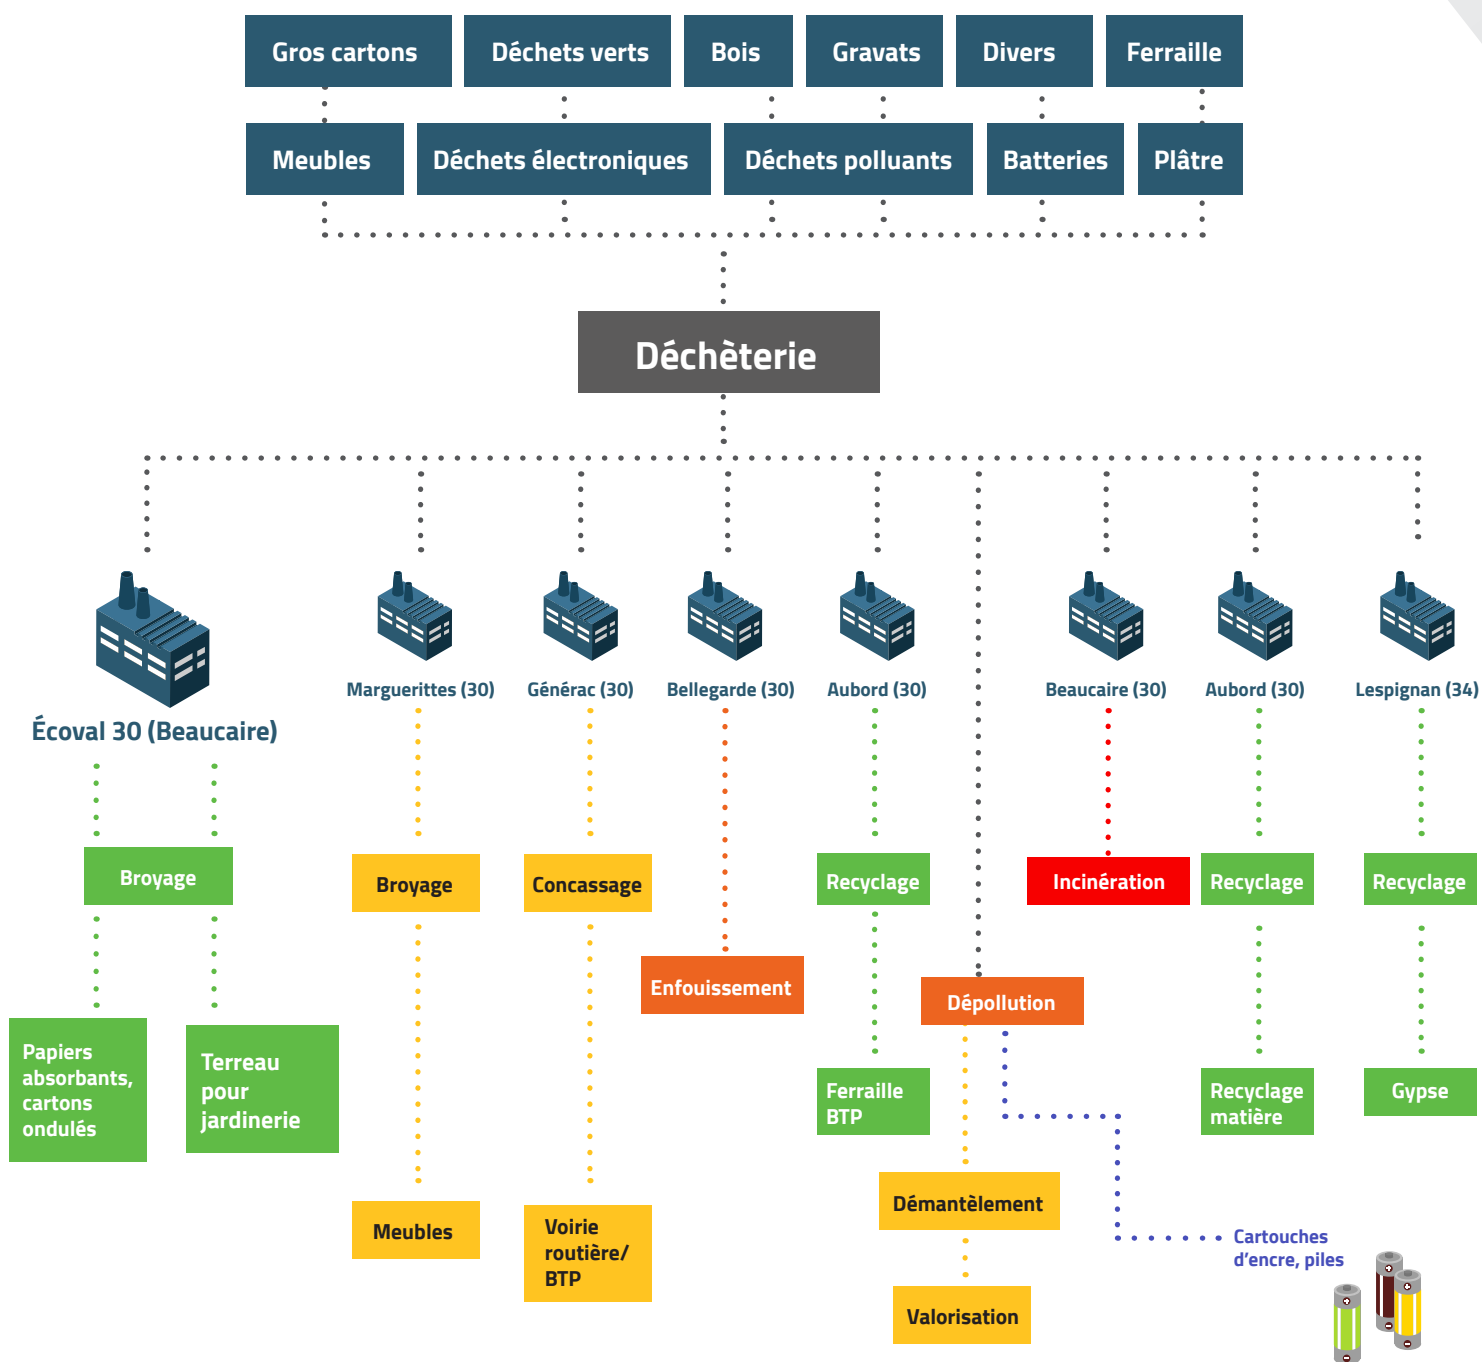 Gros cartons
Déchets verts
Bois
Gravats
Divers
Ferraille
Meubles
Déchets électroniques
Déchets polluants
Batteries
Plâtre
Déchèterie
Écoval 30 (Beaucaire)
Marguerittes (30)
Générac (30)
Bellegarde (30)
Aubord (30)
Beaucaire (30)
Aubord (30)
Lespignan (34)
Broyage
Broyage
Concassage
Recyclage
Incinération
Recyclage
Recyclage
Enfouissement
Dépollution
Papiers
absorbants,
cartons
ondulés
Terreau
pour
jardinerie
Ferraille
BTP
Recyclage
matière
Gypse
Démantèlement
Meubles
Voirie
routière/
BTP
Cartouches
d'encre, piles
Valorisation